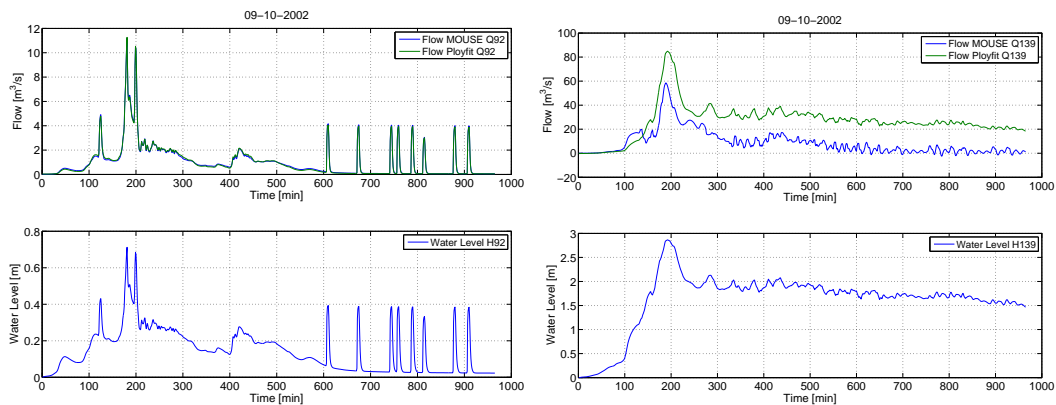 09-10-2002
12
10
8
6
4
2
0
Flow [m³/s]
Flow MOUSE Q92
Flow Ployfit Q92
0 100 200 300 400 500 600 700 800 900 1000
Time [min]
0.8
0.6
0.4
0.2
0
Water Level [m]
Water Level H92
0 100 200 300 400 500 600 700 800 900 1000
Time [min]
09-10-2002
100
80
60
40
20
0
-20
Flow [m³/s]
Flow MOUSE Q139
Flow Ployfit Q139
0 100 200 300 400 500 600 700 800 900 1000
Time [min]
3
2.5
2
1.5
1
0.5
0
Water Level [m]
Water Level H139
0 100 200 300 400 500 600 700 800 900 1000
Time [min]